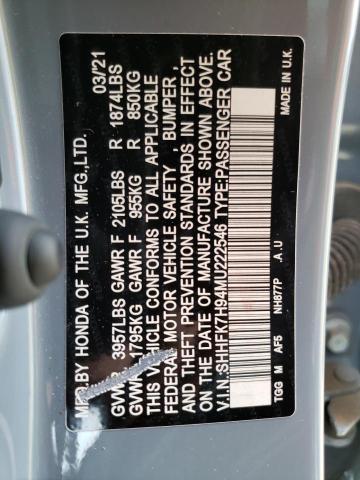 MFD.BY HONDA OF THE U.K. MFG.,LTD. 03/'21
GVWR 3957LBS GAWR F 2105LBS R 1874LBS
GVWR 1795KG GAWR F 955KG R 850KG
THIS VEHICLE CONFORMS TO ALL APPLICABLE
FEDERAL MOTOR VEHICLE SAFETY , BUMPER ,
AND THEFT PREVENTION STANDARDS IN EFFECT
ON THE DATE OF MANUFACTURE SHOWN ABOVE.
V.I.N.:SHHFK7H94MU222546 TYPE:PASSENGER CAR
NH877P .A.U MADE IN U.K.
TGG M AF5